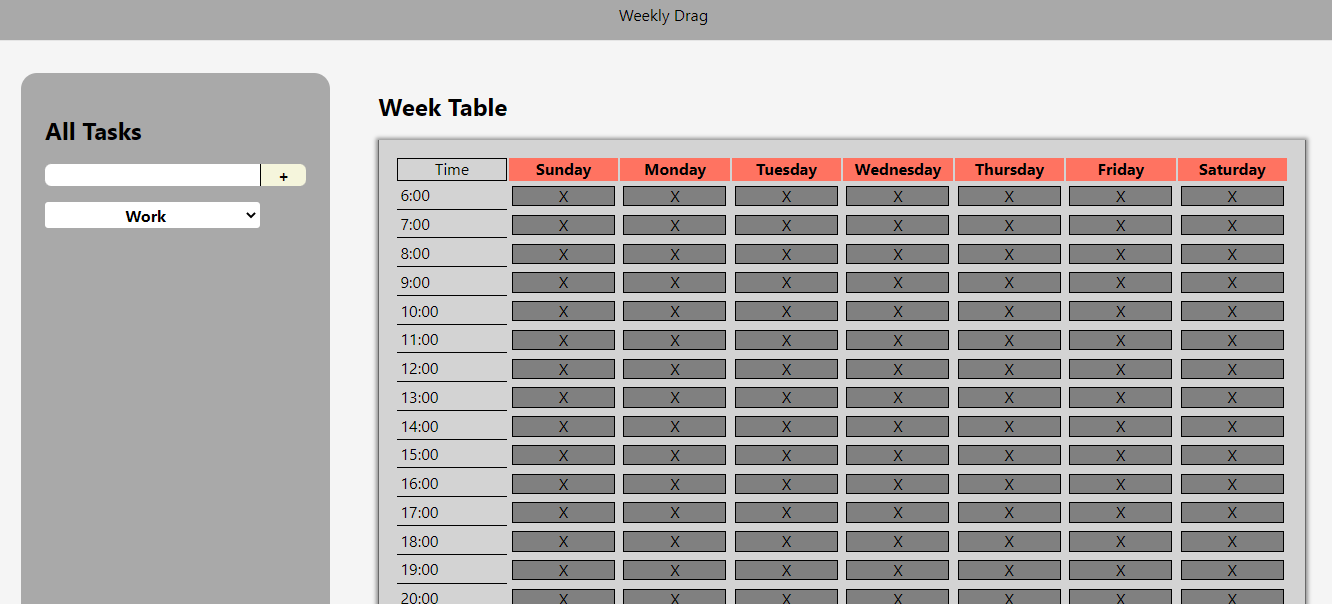 Weekly Drag
All Tasks
+
Work
Week Table
Time Sunday Monday Tuesday Wednesday Thursday Friday Saturday
6:00 X X X X X X X
7:00 X X X X X X X
8:00 X X X X X X X
9:00 X X X X X X X
10:00 X X X X X X X
11:00 X X X X X X X
12:00 X X X X X X X
13:00 X X X X X X X
14:00 X X X X X X X
15:00 X X X X X X X
16:00 X X X X X X X
17:00 X X X X X X X
18:00 X X X X X X X
19:00 X X X X X X X
20:00 X X X X X X X